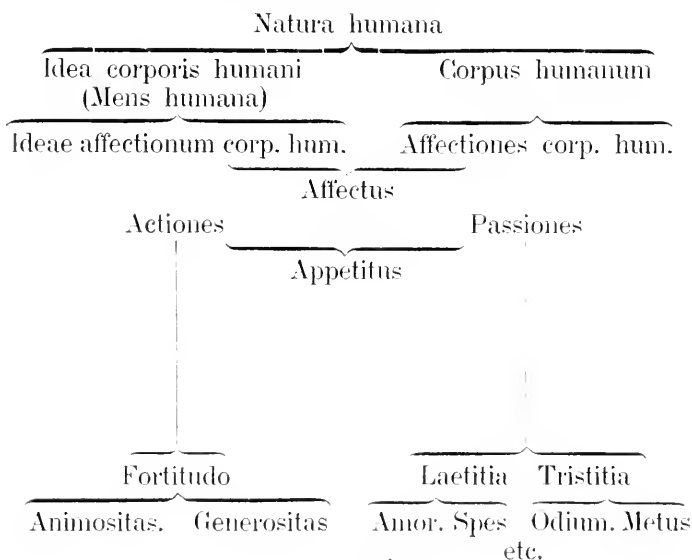 Natura humana
Idea corporis humani Corpus humanum
(Mens humana)
Ideae affectionum corp. hum. Affectiones corp. hum.
Affectus
Actiones Passiones
Appetitus
Fortitudo Laetitia Tristitia
Animositas. Generositas Amor. Spes Odium. Metus
etc.